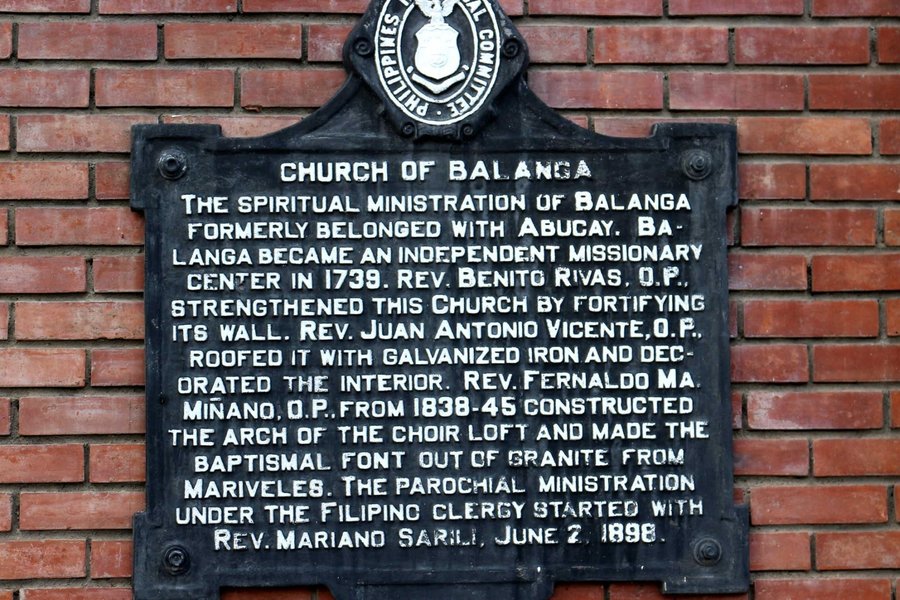 PHILIPPINES HISTORICAL COMMITTEE
CHURCH OF BALANGA
THE SPIRITUAL MINISTRATION OF BALANGA
FORMERLY BELONGED WITH ABUCAY. BA-
LANGA BECAME AN INDEPENDENT MISSIONARY
CENTER IN 1739. REV. BENITO RIVAS, O.P.,
STRENGTHENED THIS CHURCH BY FORTIFYING
ITS WALL. REV. JUAN ANTONIO VICENTE, O.P.,
ROOFED IT WITH GALVANIZED IRON AND DEC-
ORATED THE INTERIOR. REV. FERNALDO MA.
MIÑANO, O.P., FROM 1838-45 CONSTRUCTED
THE ARCH OF THE CHOIR LOFT AND MADE THE
BAPTISMAL FONT OUT OF GRANITE FROM
MARIVELES. THE PAROCHIAL MINISTRATION
UNDER THE FILIPINO CLERGY STARTED WITH
REV. MARIANO SARILI, JUNE 2, 1898.